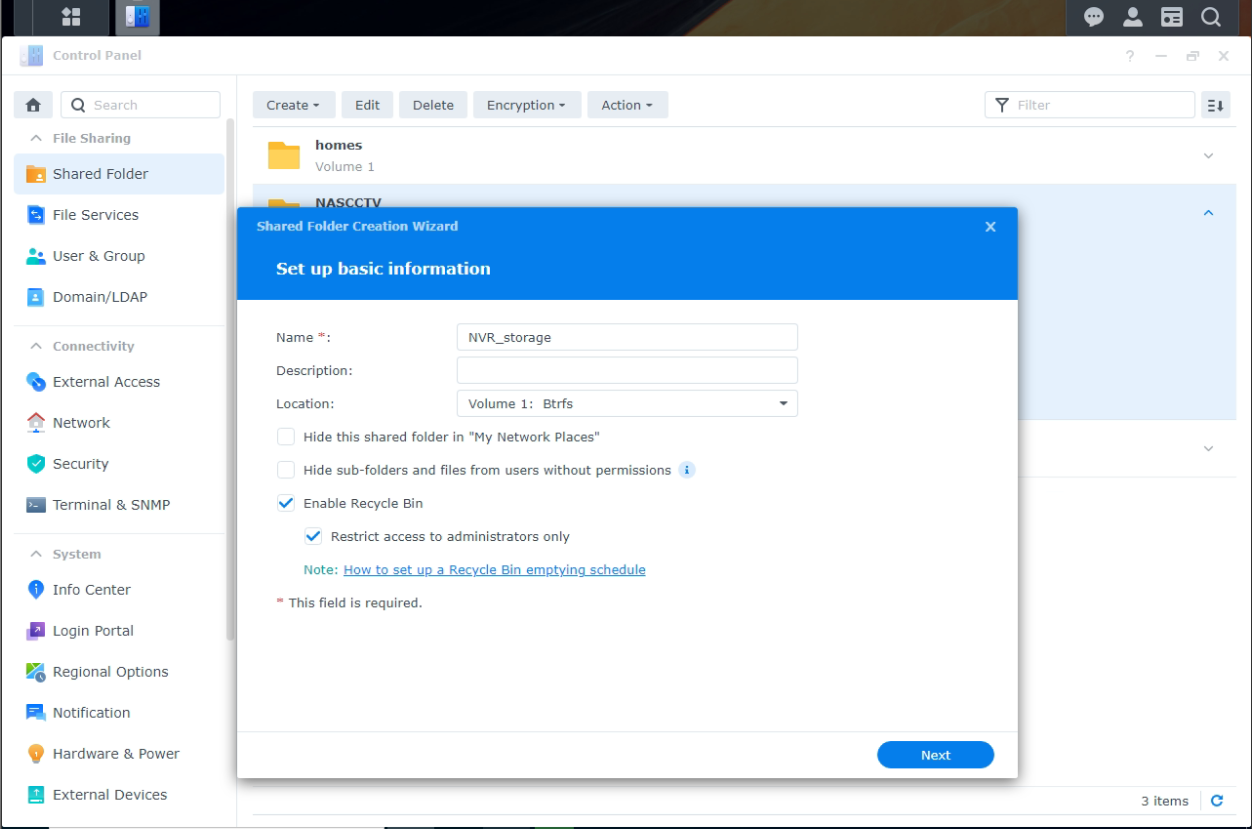 Control Panel
?
Search
Create Edit Delete Encryption Action
Filter
File Sharing
Shared Folder
File Services
User & Group
Domain/LDAP
Connectivity
External Access
Network
Security
Terminal & SNMP
System
Info Center
Login Portal
Regional Options
Notification
Hardware & Power
External Devices
homes
Volume 1
NASCCTV
Shared Folder Creation Wizard
Set up basic information
Name *: NVR_storage
Description:
Location: Volume 1: Btrfs
Hide this shared folder in "My Network Places"
Hide sub-folders and files from users without permissions
Enable Recycle Bin
Restrict access to administrators only
Note: How to set up a Recycle Bin emptying schedule
* This field is required.
Next
3 items